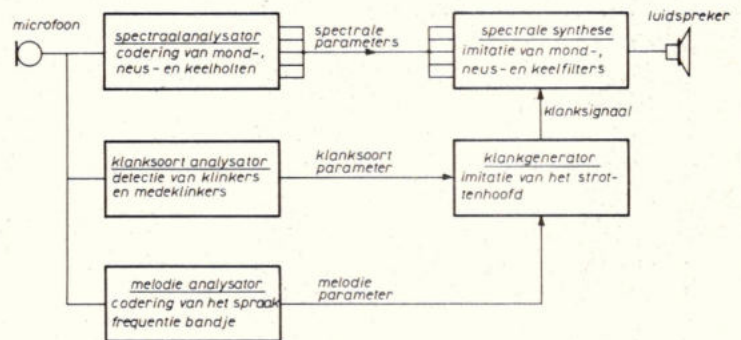 microfoon
spectraalanalysator
codering van mond-,
neus- en keelholten
spectrale
parameters
spectrale synthese
imitatie van mond-,
neus- en keelfilters
luidspreker
klanksignaal
klanksoort analysator
detectie van klinkers
en medeklinkers
klanksoort
parameter
klankgenerator
imitatie van het strot-
tenhoofd
melodie analysator
codering van het spraak
frequentie bandje
melodie
parameter